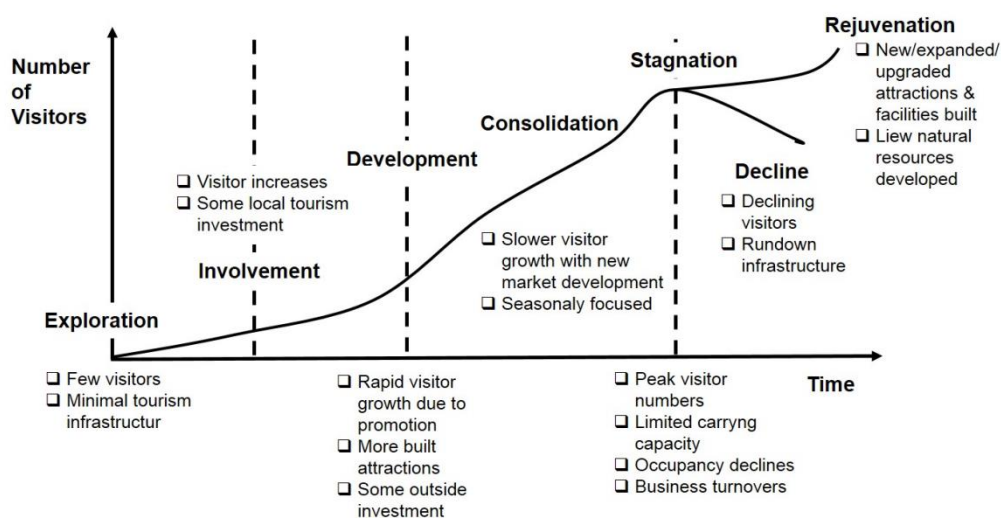 Number
of
Visitors
Exploration
❑ Few visitors
❑ Minimal tourism
infrastructur
❑ Visitor increases
❑ Some local tourism
investment
Involvement
Development
❑ Rapid visitor
growth due to
promotion
❑ More built
attractions
❑ Some outside
investment
Consolidation
❑ Slower visitor
growth with new
market development
❑ Seasonaly focused
Stagnation
❑ Peak visitor
numbers
❑ Limited carryng
capacity
❑ Occupancy declines
❑ Business turnovers
Decline
❑ Declining
visitors
❑ Rundown
infrastructure
Rejuvenation
❑ New/expanded/
upgraded
attractions &
facilities built
❑ Liew natural
resources
developed
Time